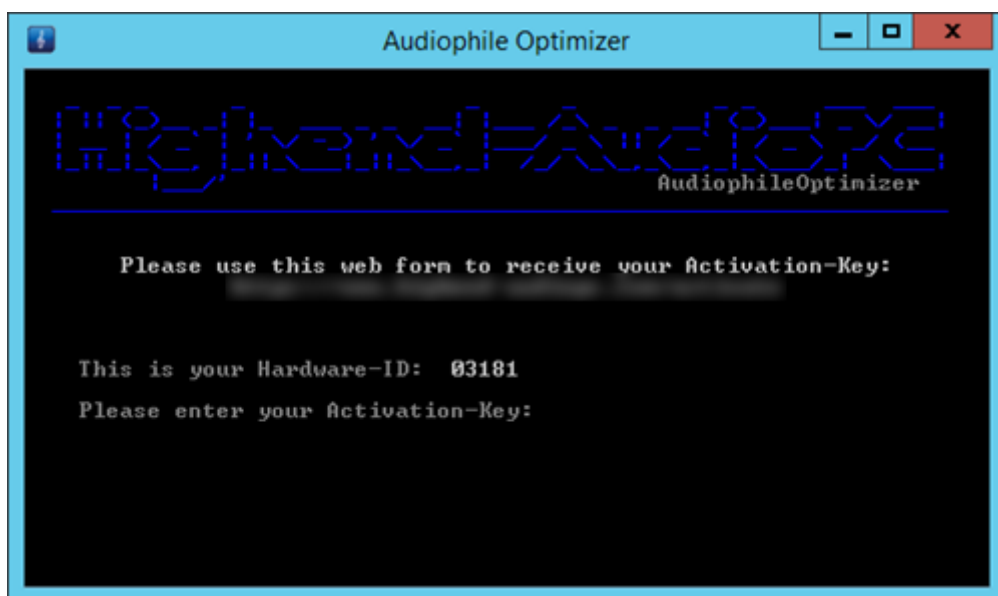 Audiophile Optimizer
Highend-AudioPC
AudiophileOptimizer
Please use this web form to receive your Activation-Key:
This is your Hardware-ID: 03181
Please enter your Activation-Key: